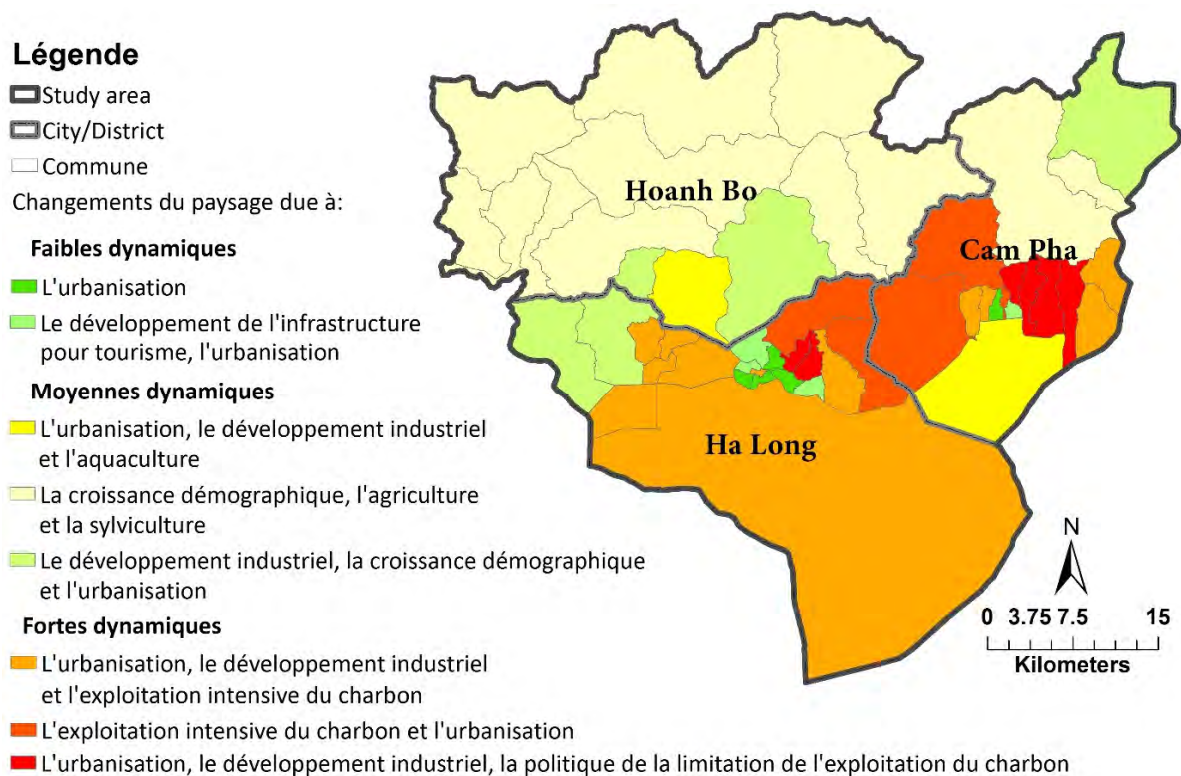 Légende
Study area
City/District
Commune
Changements du paysage due à:
Faibles dynamiques
L'urbanisation
Le développement de l'infrastructure
pour tourisme, l'urbanisation
Moyennes dynamiques
L'urbanisation, le développement industriel
et l'aquaculture
La croissance démographique, l'agriculture
et la sylviculture
Le développement industriel, la croissance démographique
et l'urbanisation
Fortes dynamiques
L'urbanisation, le développement industriel
et l'exploitation intensive du charbon
L'exploitation intensive du charbon et l'urbanisation
L'urbanisation, le développement industriel, la politique de la limitation de l'exploitation du charbon
Hoanh Bo
Cam Pha
Ha Long
N
0 3.75 7.5 15
Kilometers